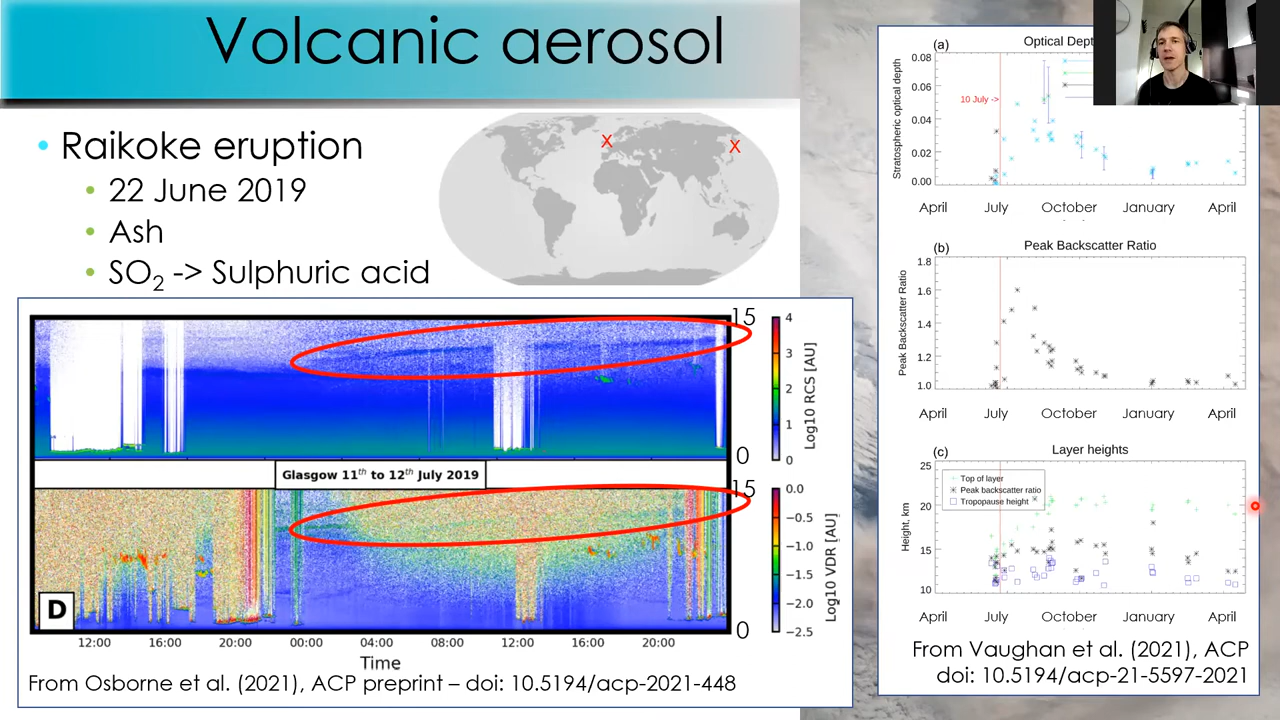 Volcanic aerosol
• Raikoke eruption
• 22 June 2019
• Ash
• SO₂ -> Sulphuric acid
X
X
15
0
4
3
2
1
0
Log10 RCS [AU]
Glasgow 11th to 12th July 2019
15
0
0.0
−0.5
−1.0
−1.5
−2.0
−2.5
Log10 VDR [AU]
D
12:00 16:00 20:00 00:00 04:00 08:00 12:00 16:00 20:00
Time
From Osborne et al. (2021), ACP preprint – doi: 10.5194/acp-2021-448
(a)
Optical Dept
Stratospheric optical depth
0.08
0.06
0.04
0.02
0.00
10 July ->
April July October January April
(b)
Peak Backscatter Ratio
Peak Backscatter Ratio
1.8
1.6
1.4
1.2
1.0
April July October January April
(c)
Layer heights
Height, km
25
20
15
10
Top of layer
Peak backscatter ratio
Tropopause height
April July October January April
From Vaughan et al. (2021), ACP
doi: 10.5194/acp-21-5597-2021